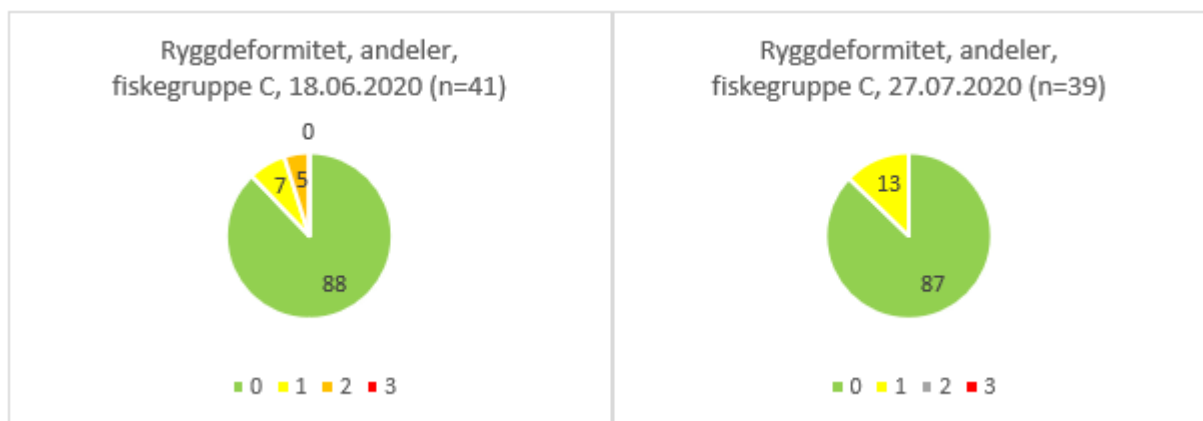 Ryggdeformitet, andeler,
fiskegruppe C, 18.06.2020 (n=41)
0
7
5
88
0 1 2 3
Ryggdeformitet, andeler,
fiskegruppe C, 27.07.2020 (n=39)
13
87
0 1 2 3